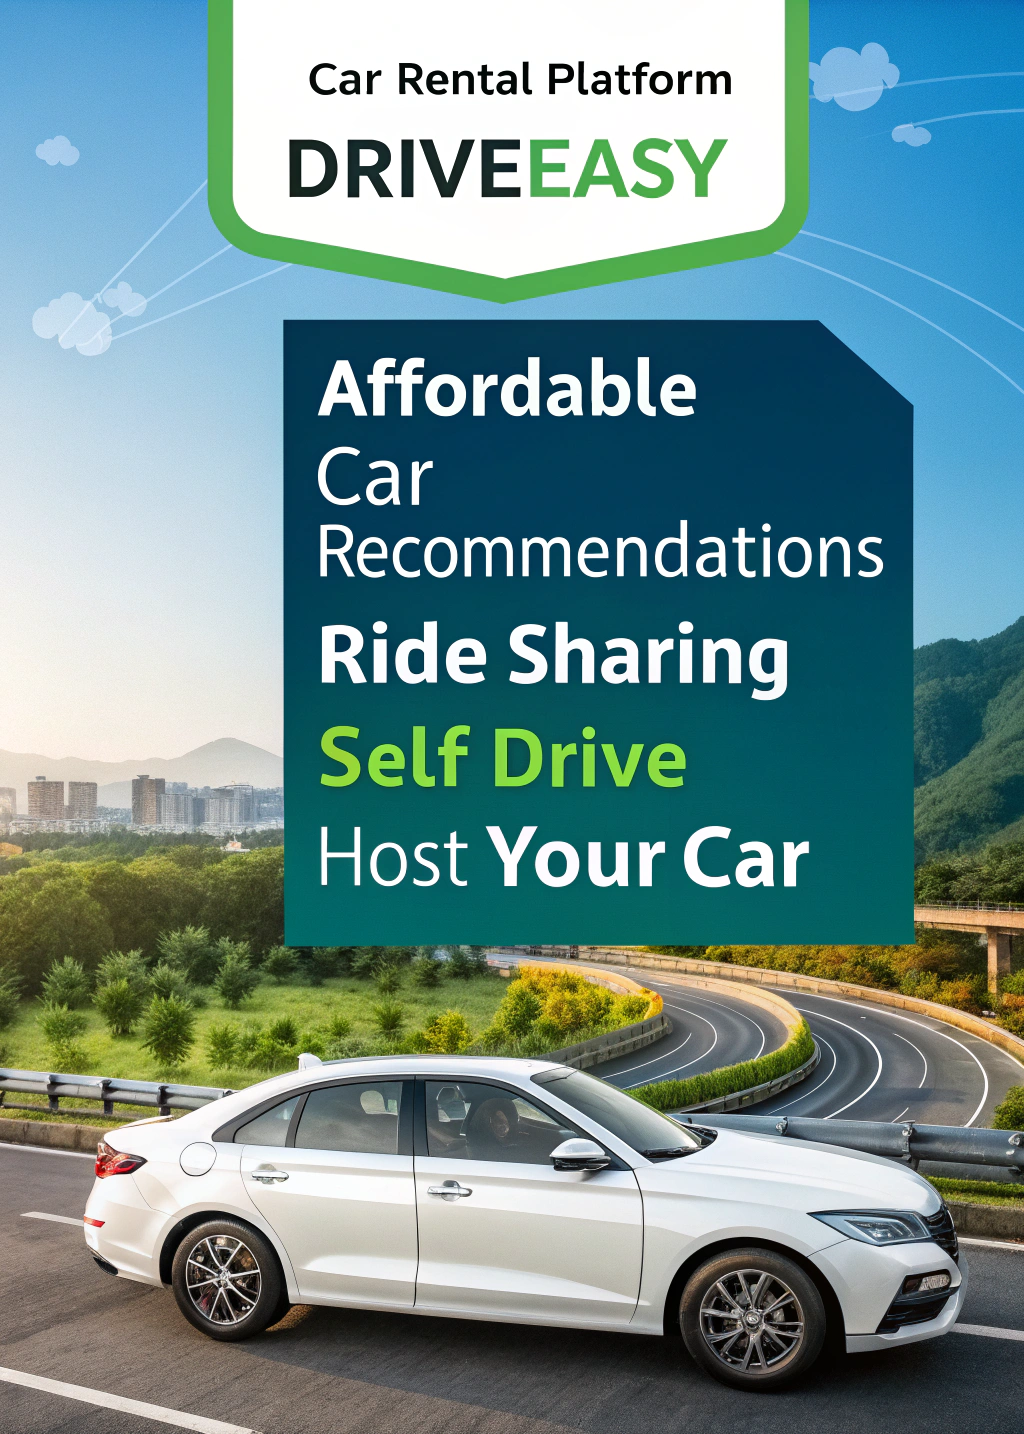 Car Rental Platform
DRIVEEASY
Affordable
Car
Recommendations
Ride Sharing
Self Drive
Host Your Car